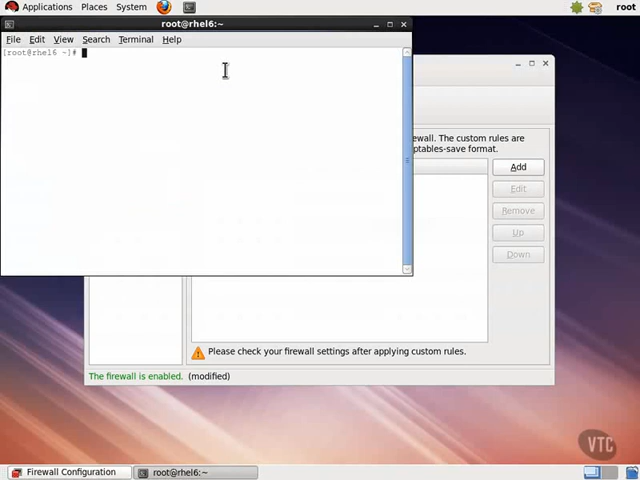 Applications Places System root
root@rhel6:~
File Edit View Search Terminal Help
[root@rhel6 ~]#
ewall. The custom rules are
ptables-save format.
Add
Edit
Remove
Up
Down
Please check your firewall settings after applying custom rules.
The firewall is enabled. (modified)
VTC
Firewall Configuration root@rhel6:~